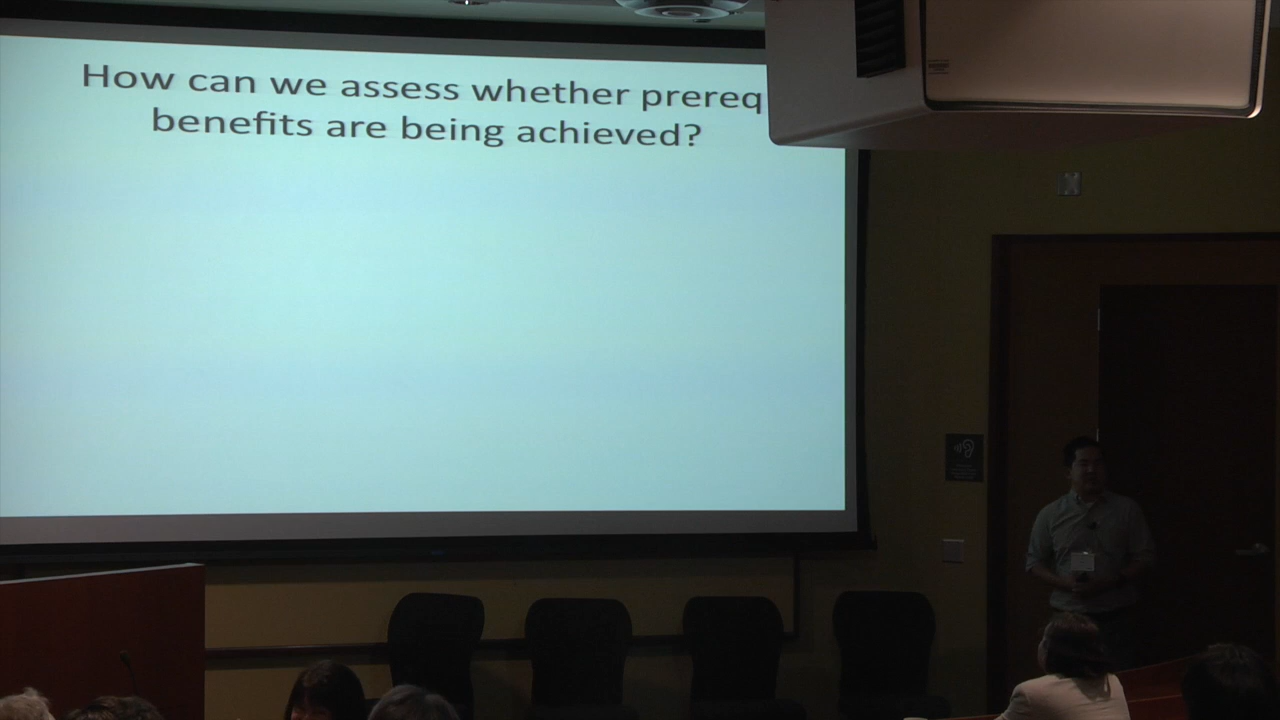 How can we assess whether prereq
benefits are being achieved?